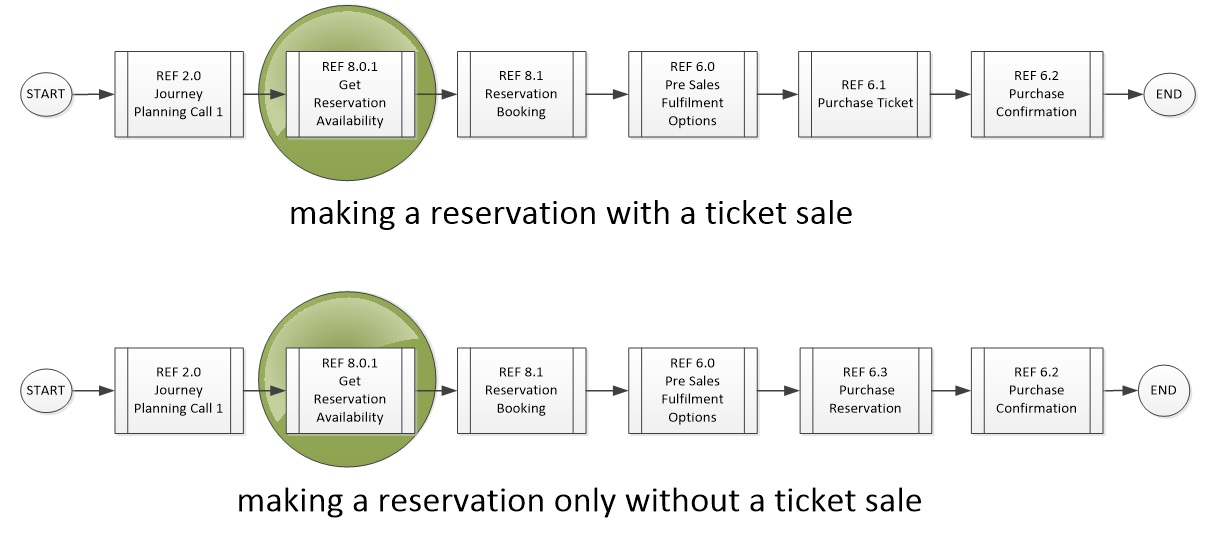 START
REF 2.0
Journey
Planning Call 1
REF 8.0.1
Get
Reservation
Availability
REF 8.1
Reservation
Booking
REF 6.0
Pre Sales
Fulfilment
Options
REF 6.1
Purchase Ticket
REF 6.2
Purchase
Confirmation
END
making a reservation with a ticket sale
START
REF 2.0
Journey
Planning Call 1
REF 8.0.1
Get
Reservation
Availability
REF 8.1
Reservation
Booking
REF 6.0
Pre Sales
Fulfilment
Options
REF 6.3
Purchase
Reservation
REF 6.2
Purchase
Confirmation
END
making a reservation only without a ticket sale